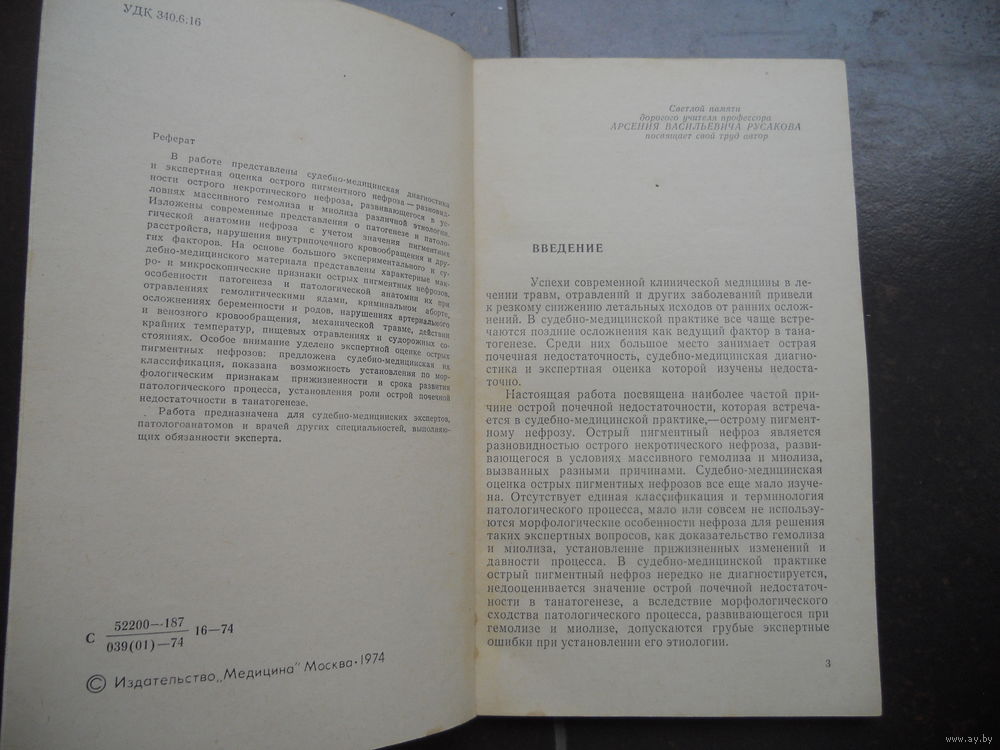 УДК 340.6:16
Реферат
В работе представлены судебно-медицинская диагностика
и экспертная оценка острого пигментного нефроза — разновид-
ности острого некротического нефроза, развивающегося в ус-
ловиях массивного гемолиза и миолиза различной этиологии.
Изложены современные представления о патогенезе и патоло-
гической анатомии нефроза с учетом значения пигментных
расстройств, нарушения внутрипочечного кровообращения и дру-
гих факторов. На основе большого экспериментального и су-
дебно-медицинского материала представлены характерные мак-
ро- и микроскопические признаки острых пигментных нефрозов,
особенности патогенеза и патологической анатомии их при
отравлениях гемолитическими ядами, криминальном аборте,
осложнениях беременности и родов, нарушениях артериального
и венозного кровообращения, механической травме, действии
крайних температур, пищевых отравлениях и судорожных со-
стояниях. Особое внимание уделено экспертной оценке острых
пигментных нефрозов: предложена судебно-медицинская их
классификация, показана возможность установления по мор-
фологическим признакам прижизненности и срока развития
патологического процесса, установления роли острой почечной
недостаточности в танатогенезе.
Работа предназначена для судебно-медицинских экспертов,
патологоанатомов и врачей других специальностей, выполняю-
щих обязанности эксперта.
С 52200—187
039(01)—74 16—74
© Издательство „Медицина" Москва · 1974
Светлой памяти
дорогого учителя профессора
АРСЕНИЯ ВАСИЛЬЕВИЧА РУСАКОВА
посвящает свой труд автор
ВВЕДЕНИЕ
Успехи современной клинической медицины в ле-
чении травм, отравлений и других заболеваний привели
к резкому снижению летальных исходов от ранних ослож-
нений. В судебно-медицинской практике все чаще встре-
чаются поздние осложнения как ведущий фактор в тана-
тогенезе. Среди них большое место занимает острая
почечная недостаточность, судебно-медицинская диагно-
стика и экспертная оценка которой изучены недоста-
точно.
Настоящая работа посвящена наиболее частой при-
чине острой почечной недостаточности, которая встреча-
ется в судебно-медицинской практике,—острому пигмент-
ному нефрозу. Острый пигментный нефроз является
разновидностью острого некротического нефроза, разви-
вающегося в условиях массивного гемолиза и миолиза,
вызванных разными причинами. Судебно-медицинская
оценка острых пигментных нефрозов все еще мало изуче-
на. Отсутствует единая классификация и терминология
патологического процесса, мало или совсем не использу-
ются морфологические особенности нефроза для решения
таких экспертных вопросов, как доказательство гемолиза
и миолиза, установление прижизненных изменений и
давности процесса. В судебно-медицинской практике
острый пигментный нефроз нередко не диагностируется,
недооценивается значение острой почечной недостаточ-
ности в танатогенезе, а вследствие морфологического
сходства патологического процесса, развивающегося при
гемолизе и миолизе, допускаются грубые экспертные
ошибки при установлении его этиологии.
3
www.ay.by